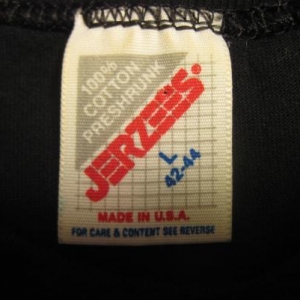 100%
COTTON
PRESHRUNK
JERZEES®
L
42-44
MADE IN U.S.A.
FOR CARE & CONTENT SEE REVERSE